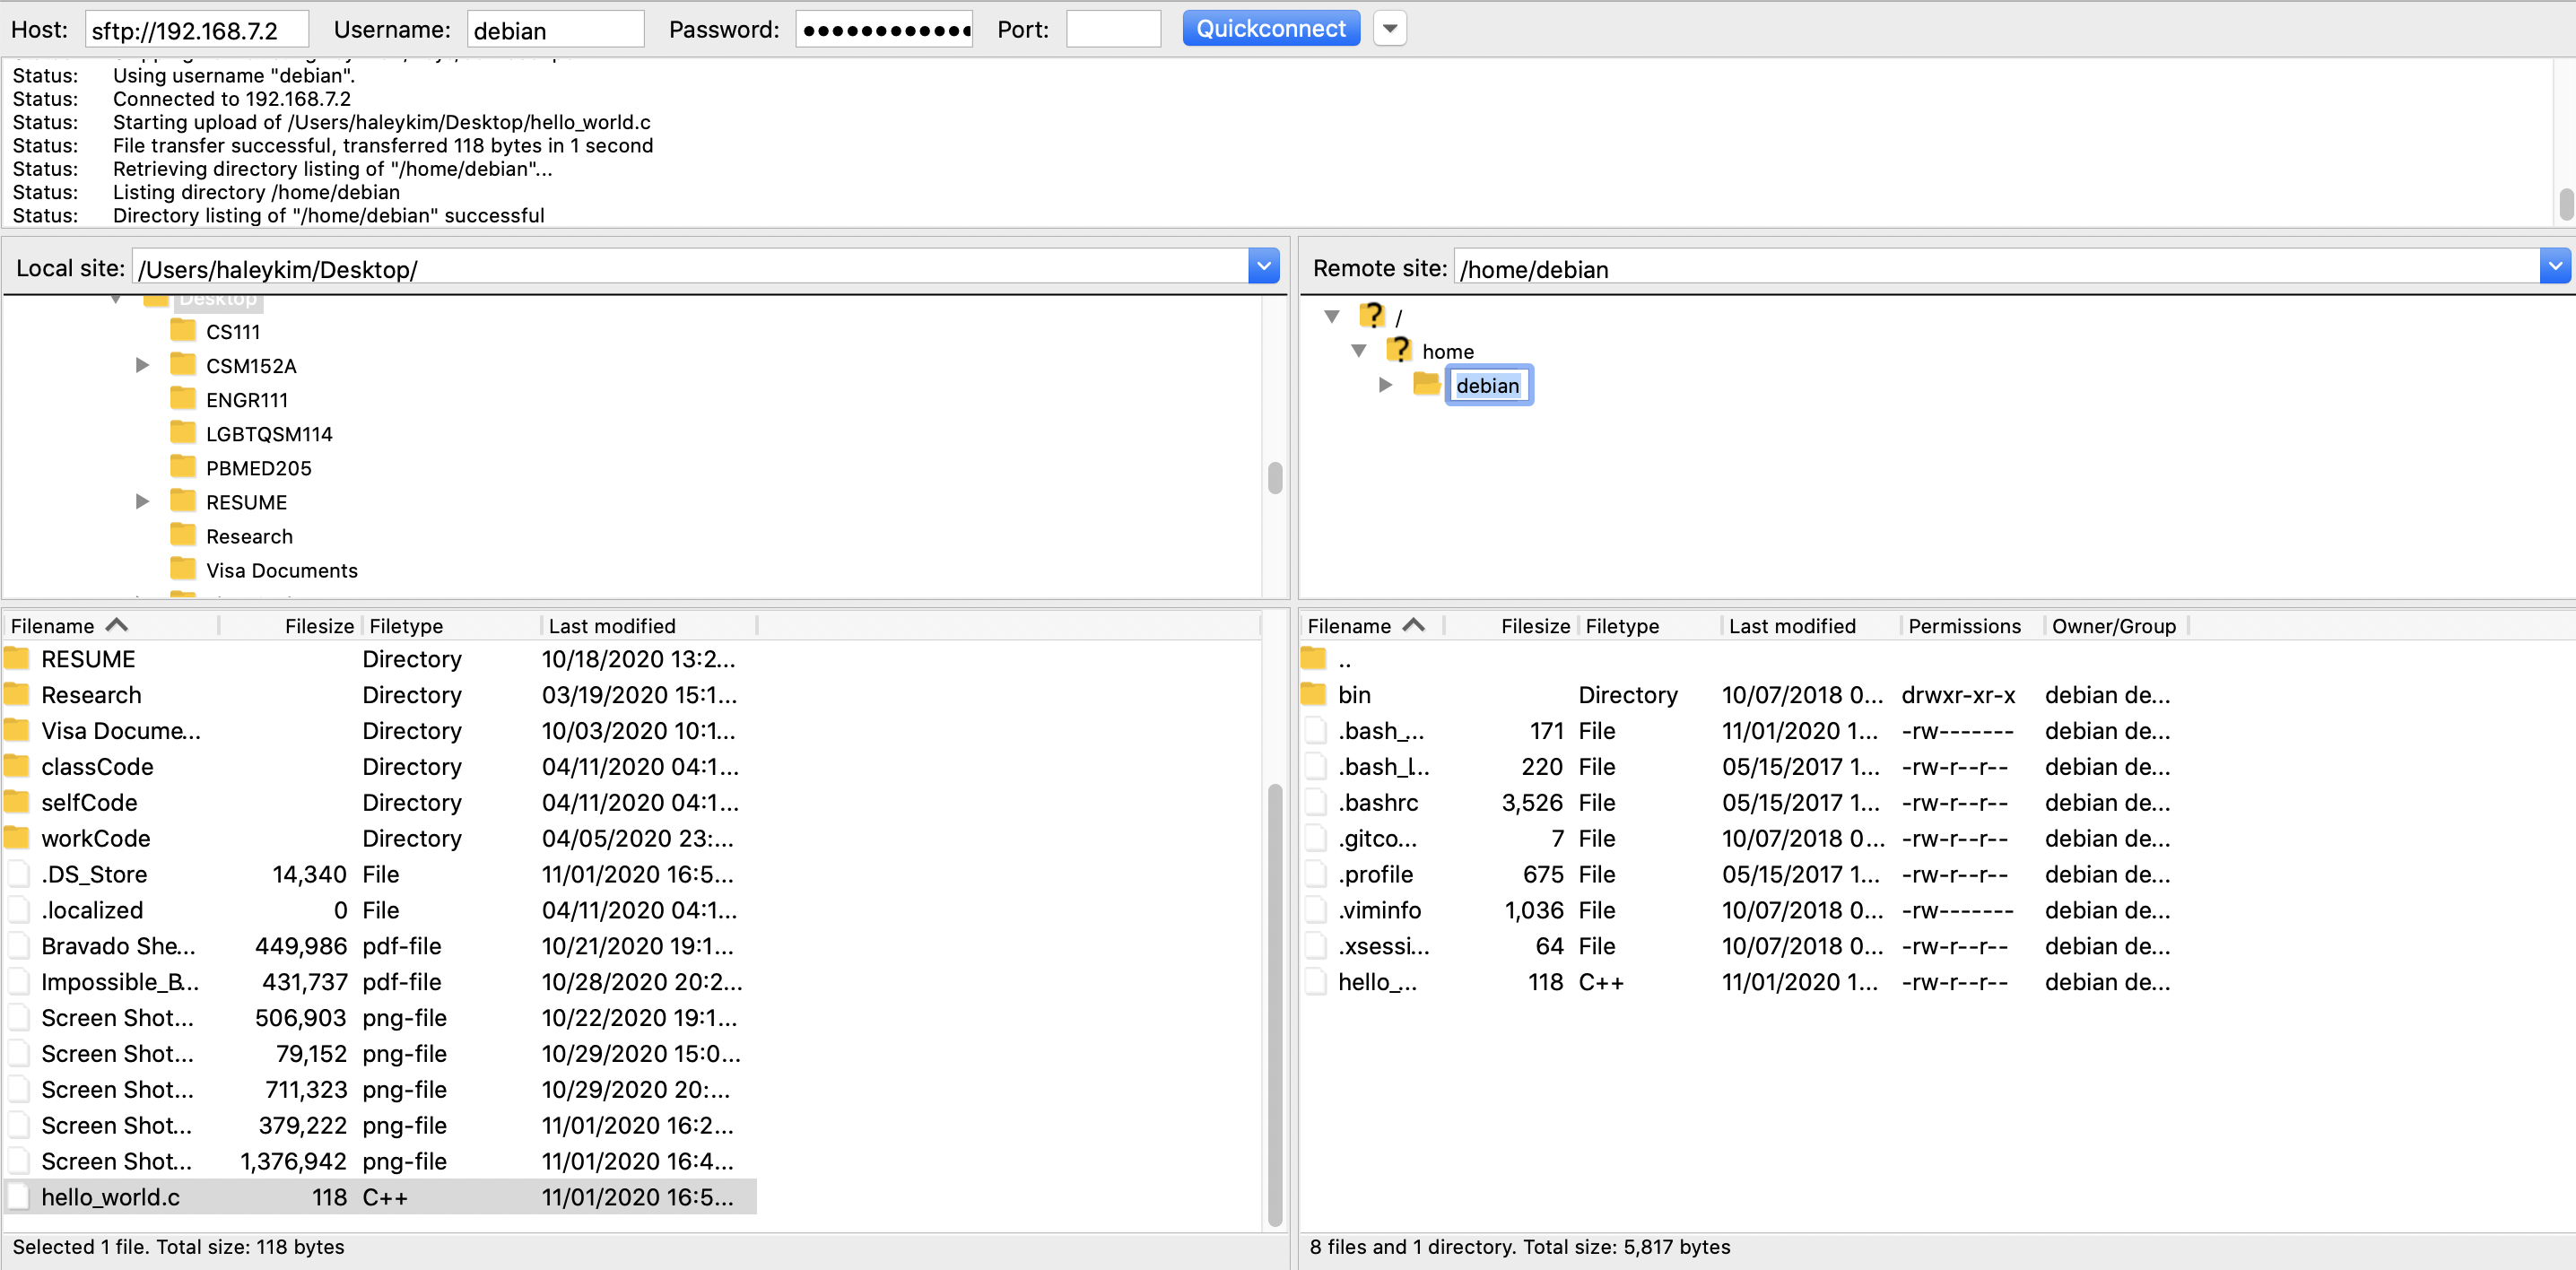 Host: sftp://192.168.7.2 Username: debian Password: ●●●●●●●●●●●● Port: Quickconnect
Status: Using username "debian".
Status: Connected to 192.168.7.2
Status: Starting upload of /Users/haleykim/Desktop/hello_world.c
Status: File transfer successful, transferred 118 bytes in 1 second
Status: Retrieving directory listing of "/home/debian"...
Status: Listing directory /home/debian
Status: Directory listing of "/home/debian" successful
Local site: /Users/haleykim/Desktop/
Desktop
CS111
CSM152A
ENGR111
LGBTQSM114
PBMED205
RESUME
Research
Visa Documents
Filename Filesize Filetype Last modified
RESUME Directory 10/18/2020 13:2...
Research Directory 03/19/2020 15:1...
Visa Docume... Directory 10/03/2020 10:1...
classCode Directory 04/11/2020 04:1...
selfCode Directory 04/11/2020 04:1...
workCode Directory 04/05/2020 23:...
.DS_Store 14,340 File 11/01/2020 16:5...
.localized 0 File 04/11/2020 04:1...
Bravado She... 449,986 pdf-file 10/21/2020 19:1...
Impossible_B... 431,737 pdf-file 10/28/2020 20:2...
Screen Shot... 506,903 png-file 10/22/2020 19:1...
Screen Shot... 79,152 png-file 10/29/2020 15:0...
Screen Shot... 711,323 png-file 10/29/2020 20:...
Screen Shot... 379,222 png-file 11/01/2020 16:2...
Screen Shot... 1,376,942 png-file 11/01/2020 16:4...
hello_world.c 118 C++ 11/01/2020 16:5...
Selected 1 file. Total size: 118 bytes
Remote site: /home/debian
/
home
debian
Filename Filesize Filetype Last modified Permissions Owner/Group
..
bin Directory 10/07/2018 0... drwxr-xr-x debian de...
.bash_... 171 File 11/01/2020 1... -rw------- debian de...
.bash_l... 220 File 05/15/2017 1... -rw-r--r-- debian de...
.bashrc 3,526 File 05/15/2017 1... -rw-r--r-- debian de...
.gitco... 7 File 10/07/2018 0... -rw-r--r-- debian de...
.profile 675 File 05/15/2017 1... -rw-r--r-- debian de...
.viminfo 1,036 File 10/07/2018 0... -rw------- debian de...
.xsessi... 64 File 10/07/2018 0... -rw-r--r-- debian de...
hello_... 118 C++ 11/01/2020 1... -rw-r--r-- debian de...
8 files and 1 directory. Total size: 5,817 bytes